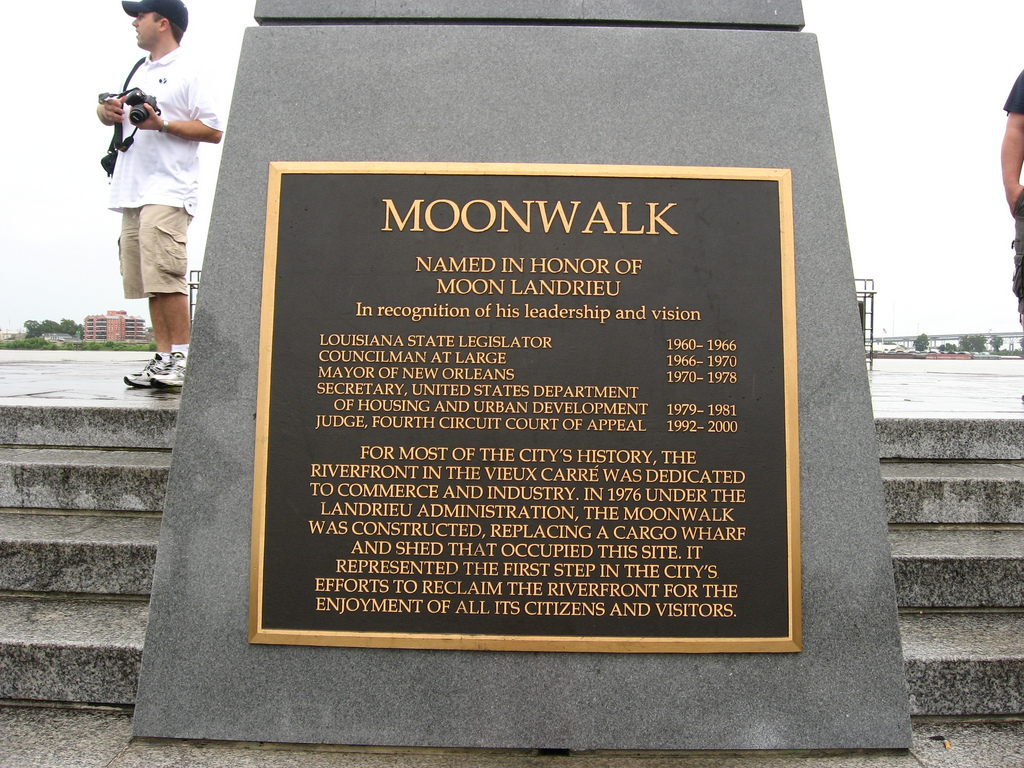 MOONWALK
NAMED IN HONOR OF
MOON LANDRIEU
In recognition of his leadership and vision
LOUISIANA STATE LEGISLATOR 1960–1966
COUNCILMAN AT LARGE 1966–1970
MAYOR OF NEW ORLEANS 1970–1978
SECRETARY, UNITED STATES DEPARTMENT
OF HOUSING AND URBAN DEVELOPMENT 1979–1981
JUDGE, FOURTH CIRCUIT COURT OF APPEAL 1992–2000
FOR MOST OF THE CITY'S HISTORY, THE
RIVERFRONT IN THE VIEUX CARRÉ WAS DEDICATED
TO COMMERCE AND INDUSTRY. IN 1976 UNDER THE
LANDRIEU ADMINISTRATION, THE MOONWALK
WAS CONSTRUCTED, REPLACING A CARGO WHARF
AND SHED THAT OCCUPIED THIS SITE. IT
REPRESENTED THE FIRST STEP IN THE CITY'S
EFFORTS TO RECLAIM THE RIVERFRONT FOR THE
ENJOYMENT OF ALL ITS CITIZENS AND VISITORS.